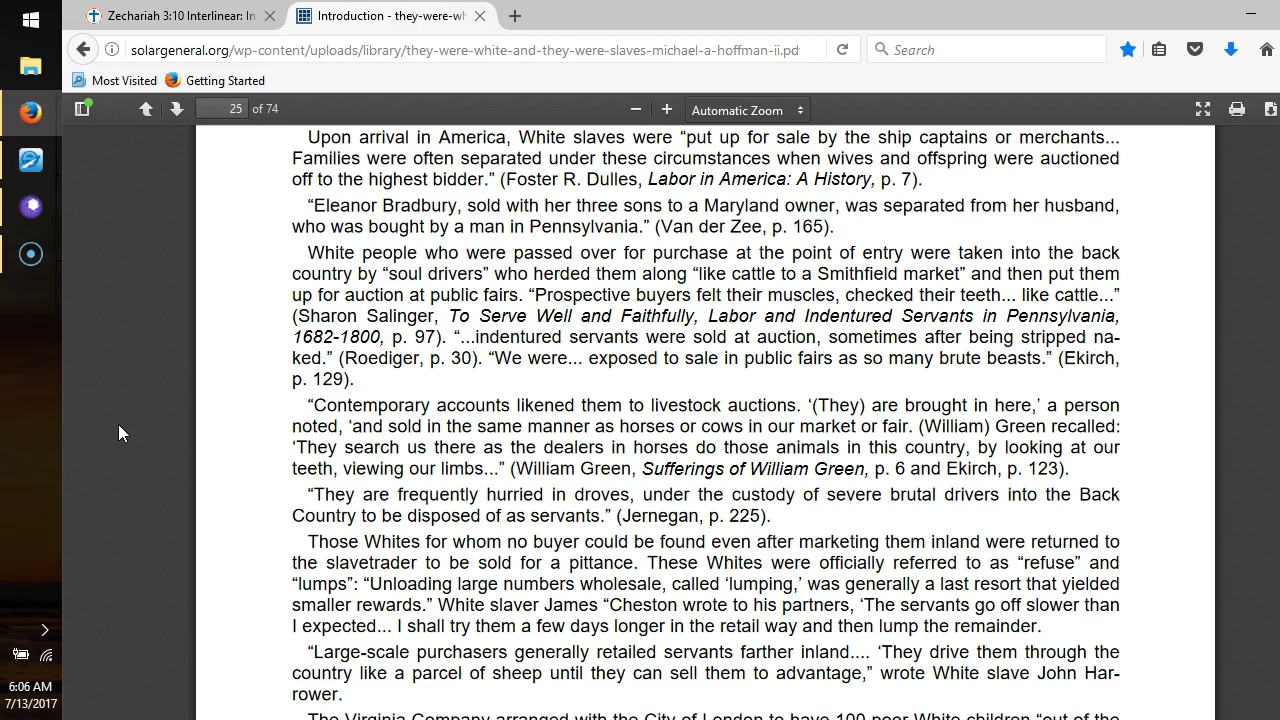 Zechariah 3:10 Interlinear: In
Introduction - they-were-wh
solargeneral.org/wp-content/uploads/library/they-were-white-and-they-were-slaves-michael-a-hoffman-ii.pd
Search
Most Visited
Getting Started
25 of 74
Automatic Zoom
Upon arrival in America, White slaves were “put up for sale by the ship captains or merchants...
Families were often separated under these circumstances when wives and offspring were auctioned
off to the highest bidder.” (Foster R. Dulles, Labor in America: A History, p. 7).
“Eleanor Bradbury, sold with her three sons to a Maryland owner, was separated from her husband,
who was bought by a man in Pennsylvania.” (Van der Zee, p. 165).
White people who were passed over for purchase at the point of entry were taken into the back
country by “soul drivers” who herded them along “like cattle to a Smithfield market” and then put them
up for auction at public fairs. “Prospective buyers felt their muscles, checked their teeth... like cattle...”
(Sharon Salinger, To Serve Well and Faithfully, Labor and Indentured Servants in Pennsylvania,
1682-1800, p. 97). “...indentured servants were sold at auction, sometimes after being stripped na-
ked.” (Roediger, p. 30). “We were... exposed to sale in public fairs as so many brute beasts.” (Ekirch,
p. 129).
“Contemporary accounts likened them to livestock auctions. ‘(They) are brought in here,’ a person
noted, ‘and sold in the same manner as horses or cows in our market or fair. (William) Green recalled:
‘They search us there as the dealers in horses do those animals in this country, by looking at our
teeth, viewing our limbs...” (William Green, Sufferings of William Green, p. 6 and Ekirch, p. 123).
“They are frequently hurried in droves, under the custody of severe brutal drivers into the Back
Country to be disposed of as servants.” (Jernegan, p. 225).
Those Whites for whom no buyer could be found even after marketing them inland were returned to
the slavetrader to be sold for a pittance. These Whites were officially referred to as “refuse” and
“lumps”: “Unloading large numbers wholesale, called ‘lumping,’ was generally a last resort that yielded
smaller rewards.” White slaver James “Cheston wrote to his partners, ‘The servants go off slower than
I expected... I shall try them a few days longer in the retail way and then lump the remainder.
“Large-scale purchasers generally retailed servants farther inland.... ‘They drive them through the
country like a parcel of sheep until they can sell them to advantage,” wrote White slave John Har-
rower.
The Virginia Company arranged with the City of London to have 100 poor White children “out of the
6:06 AM
7/13/2017